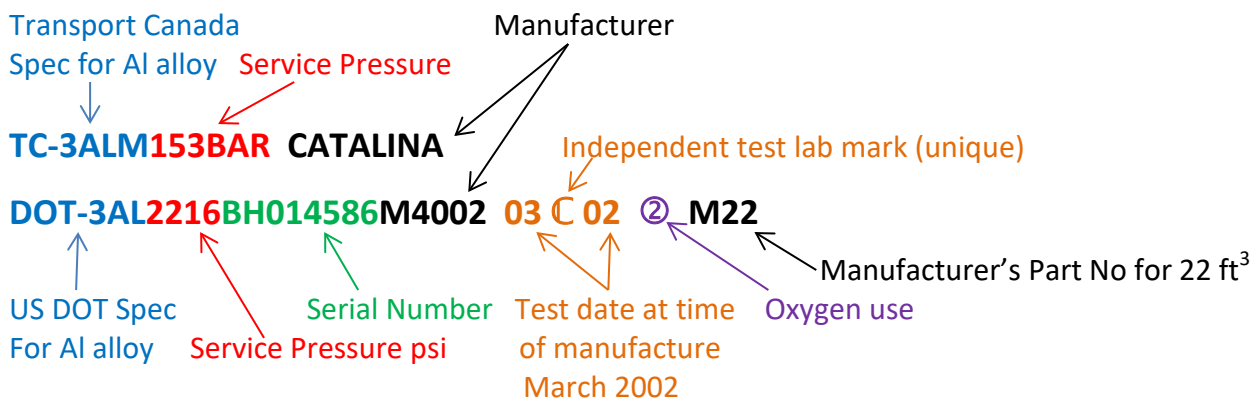 Transport Canada Manufacturer
Spec for Al alloy Service Pressure
TC-3ALM153BAR CATALINA Independent test lab mark (unique)
DOT-3AL2216BH014586M4002 03 ℂ 02 ② M22
Manufacturer’s Part No for 22 ft³
US DOT Spec Serial Number Test date at time Oxygen use
For Al alloy Service Pressure psi of manufacture
March 2002